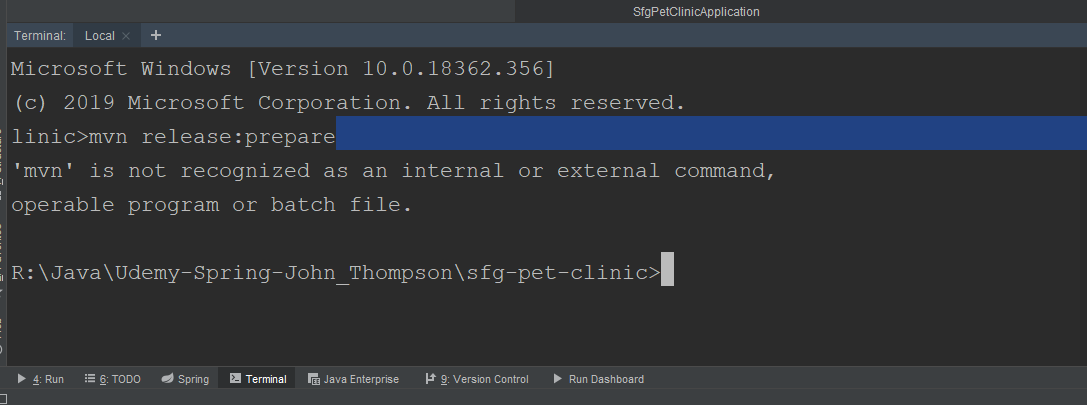 SfgPetClinicApplication
Terminal: Local × +
Microsoft Windows [Version 10.0.18362.356]
(c) 2019 Microsoft Corporation. All rights reserved.
linic>mvn release:prepare
'mvn' is not recognized as an internal or external command,
operable program or batch file.
R:\Java\Udemy-Spring-John_Thompson\sfg-pet-clinic>
4: Run 6: TODO Spring Terminal Java Enterprise 9: Version Control Run Dashboard